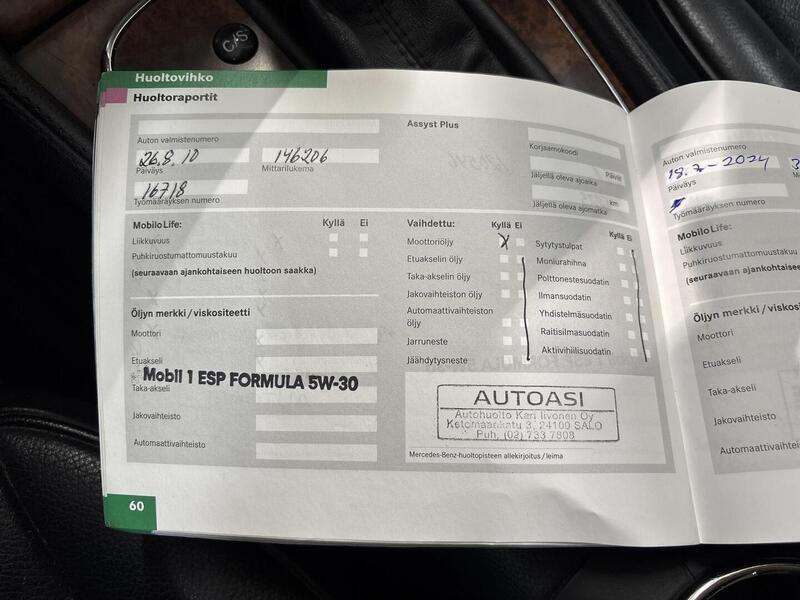 C/S
Huoltovihko
Huoltoraportit
Assyst Plus
Auton valmistenumero
26.8.10
146206
Päiväys
Mittarilukema
16718
Työmääräyksen numero
Korjaamokoodi
Päivin
Jäljellä oleva ajoaika
km
Jäljellä oleva ajomatka
MobiloLife:
Kyllä Ei
Liikkuvuus
Puhkiruostumattomuustakuu
(seuraavaan ajankohtaiseen huoltoon saakka)
Öljyn merkki/viskositeetti
Moottori
Etuakseli
Mobil 1 ESP FORMULA 5W-30
Taka-akseli
Jakovaihteisto
Automaattivaihteisto
Vaihdettu:
Kyllä Ei
Moottoriöljy
X
Etuakselin öljy
Taka-akselin öljy
Jakovaihteiston öljy
Automaattivaihteiston
öljy
Jarruneste
Jäähdytysneste
Kyllä Ei
Sytytystulpat
Moniurahihna
Polttonestesuodatin
Ilmansuodatin
Yhdistelmäsuodatin
Raitisilmasuodatin
Aktiivihiilisuodatin
AUTOASI
Autohuolto Kari Iivonen Oy
Ketomaankatu 3, 24100 SALO
Puh. (02) 733 7808
Mercedes-Benz-huoltopisteen allekirjoitus / leima
60
Auton valmistenumero
18.7-2024
3
Päiväys
Mi
Työmääräyksen numero
MobiloLife:
Liikkuvuus
Puhkiruostumattomuustakuu
(seuraavaan ajankohtaiseen
Öljyn merkki/viskosite
Moottori
Etuakseli
Taka-akseli
Jakovaihteisto
Automaattivaihteisto